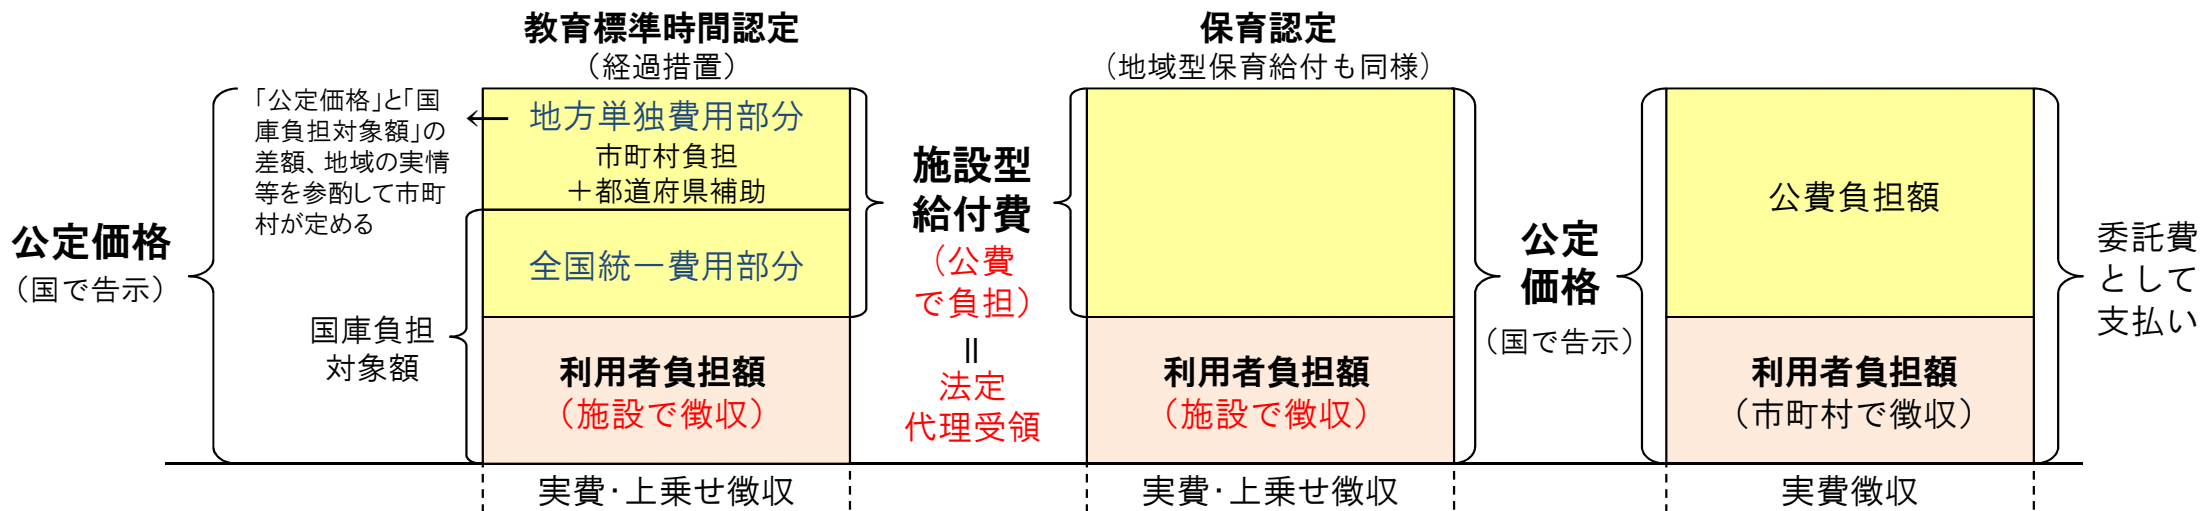 教育標準時間認定
（経過措置）
保育認定
（地域型保育給付も同様）
公定価格
（国で告示）
「公定価格」と「国
庫負担対象額」の
差額、地域の実情
等を参酌して市町
村が定める
←
地方単独費用部分
市町村負担
＋都道府県補助
全国統一費用部分
国庫負担
対象額
利用者負担額
（施設で徴収）
実費・上乗せ徴収
施設型
給付費
（公費
で負担）
＝
法定
代理受領
利用者負担額
（施設で徴収）
実費・上乗せ徴収
公定
価格
（国で告示）
公費負担額
利用者負担額
（市町村で徴収）
実費徴収
委託費
として
支払い